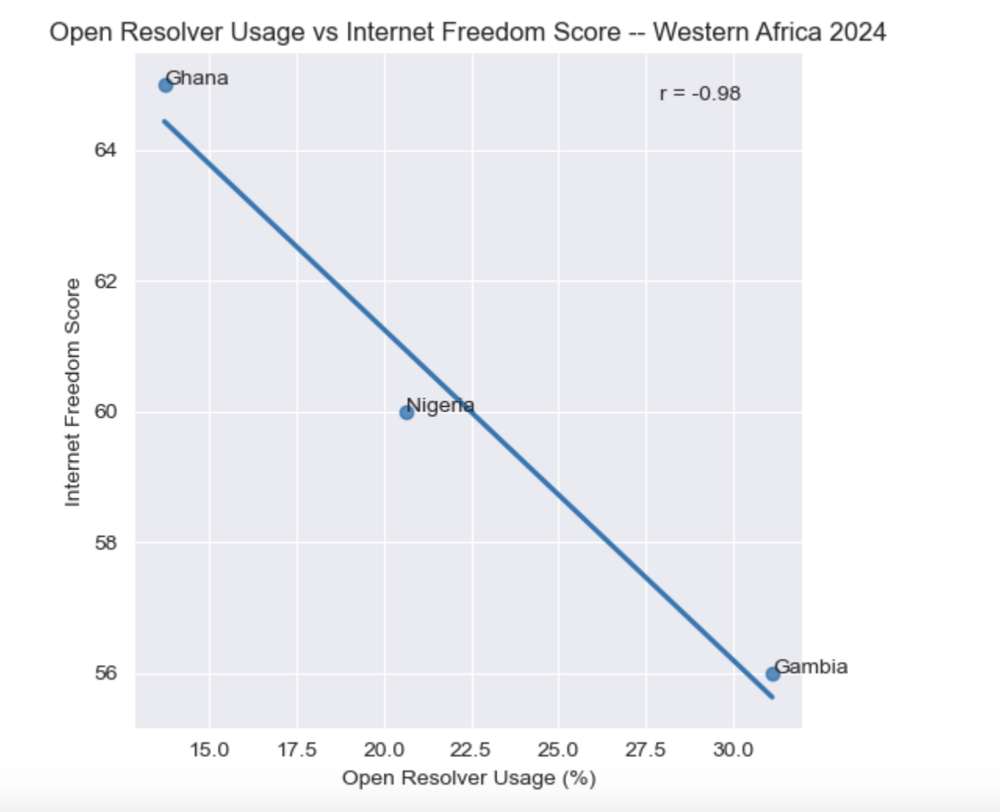 Open Resolver Usage vs Internet Freedom Score -- Western Africa 2024
Ghana
r = -0.98
64
62
60
58
56
Internet Freedom Score
Nigeria
Gambia
15.0 17.5 20.0 22.5 25.0 27.5 30.0
Open Resolver Usage (%)